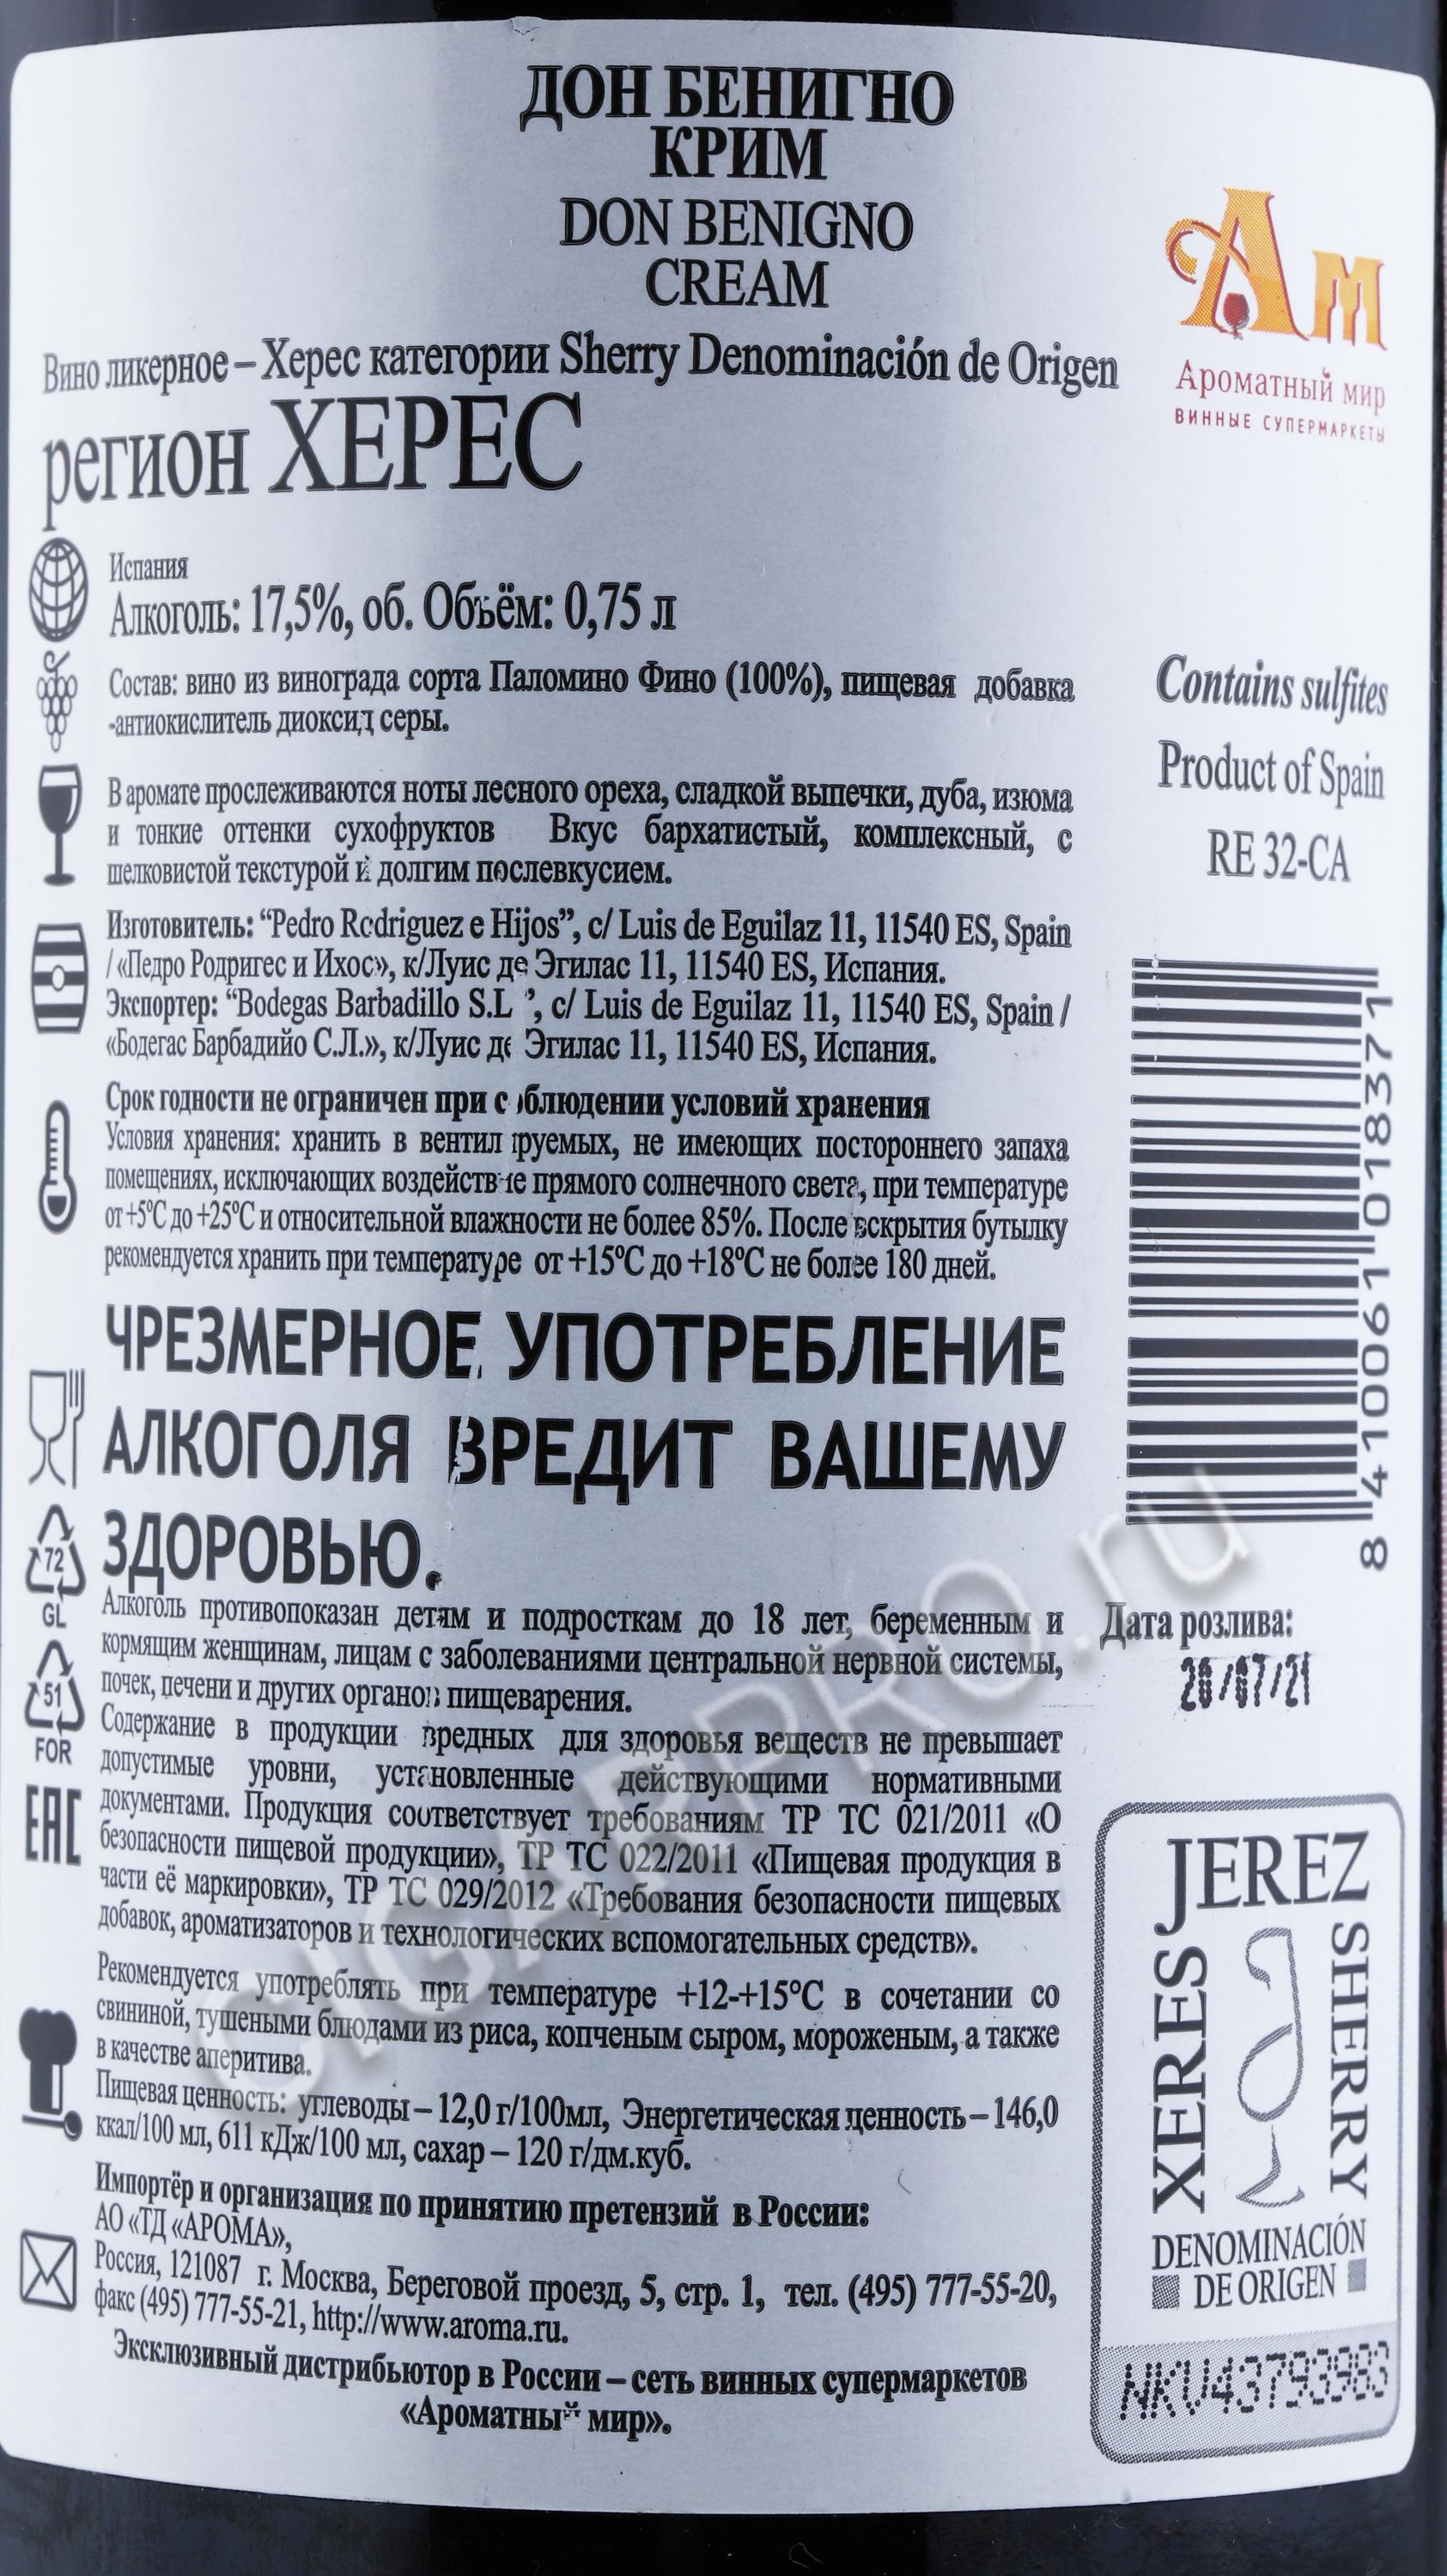 ДОН БЕНИГНО
КРИМ
DON BENIGNO
CREAM
Ам
Ароматный мир
ВИННЫЕ СУПЕРМАРКЕТЫ
Вино ликерное – Херес категории Sherry Denominación de Origen
регион ХЕРЕС
Испания
Алкоголь: 17,5%, об. Объём: 0,75 л
Состав: вино из винограда сорта Паломино Фино (100%), пищевая добавка
-антиокислитель диоксид серы.
В аромате прослеживаются ноты лесного ореха, сладкой выпечки, дуба, изюма
и тонкие оттенки сухофруктов Вкус бархатистый, комплексный, с
шелковистой текстурой и долгим послевкусием.
Изготовитель: “Pedro Rodriguez e Hijos”, c/ Luis de Eguilaz 11, 11540 ES, Spain
/ «Педро Родригес и Ихос», к/Луис де Эгилас 11, 11540 ES, Испания.
Экспортер: “Bodegas Barbadillo S.L ”, c/ Luis de Eguilaz 11, 11540 ES, Spain /
«Бодегас Барбадийо С.Л.», к/Луис де Эгилас 11, 11540 ES, Испания.
Срок годности не ограничен при соблюдении условий хранения
Условия хранения: хранить в вентилируемых, не имеющих постороннего запаха
помещениях, исключающих воздействие прямого солнечного света, при температуре
от +5ºC до +25ºC и относительной влажности не более 85%. После вскрытия бутылку
рекомендуется хранить при температуре от +15ºC до +18ºC не более 180 дней.
ЧРЕЗМЕРНОЕ УПОТРЕБЛЕНИЕ
АЛКОГОЛЯ ВРЕДИТ ВАШЕМУ
ЗДОРОВЬЮ.
Алкоголь противопоказан детям и подросткам до 18 лет, беременным и
кормящим женщинам, лицам с заболеваниями центральной нервной системы,
почек, печени и других органов пищеварения.
Содержание в продукции вредных для здоровья веществ не превышает
допустимые уровни, установленные действующими нормативными
документами. Продукция соответствует требованиям ТР ТС 021/2011 «О
безопасности пищевой продукции», ТР ТС 022/2011 «Пищевая продукция в
части её маркировки», ТР ТС 029/2012 «Требования безопасности пищевых
добавок, ароматизаторов и технологических вспомогательных средств».
Рекомендуется употреблять при температуре +12-+15ºC в сочетании со
свининой, тушеными блюдами из риса, копченым сыром, мороженым, а также
в качестве аперитива.
Пищевая ценность: углеводы – 12,0 г/100мл, Энергетическая ценность – 146,0
ккал/100 мл, 611 кДж/100 мл, сахар – 120 г/дм.куб.
Импортёр и организация по принятию претензий в России:
АО «ТД «АРОМА»,
Россия, 121087 г. Москва, Береговой проезд, 5, стр. 1, тел. (495) 777-55-20,
факс (495) 777-55-21, http://www.aroma.ru.
Эксклюзивный дистрибьютор в России – сеть винных супермаркетов
«Ароматный мир».
72
GL
51
FOR
EAC
Contains sulfites
Product of Spain
RE 32-CA
8 410061 018371
Дата розлива:
20/07/21
JEREZ
XERES
SHERRY
DENOMINACIÓN
DE ORIGEN
NKU43793983
CIGARPRO.ru